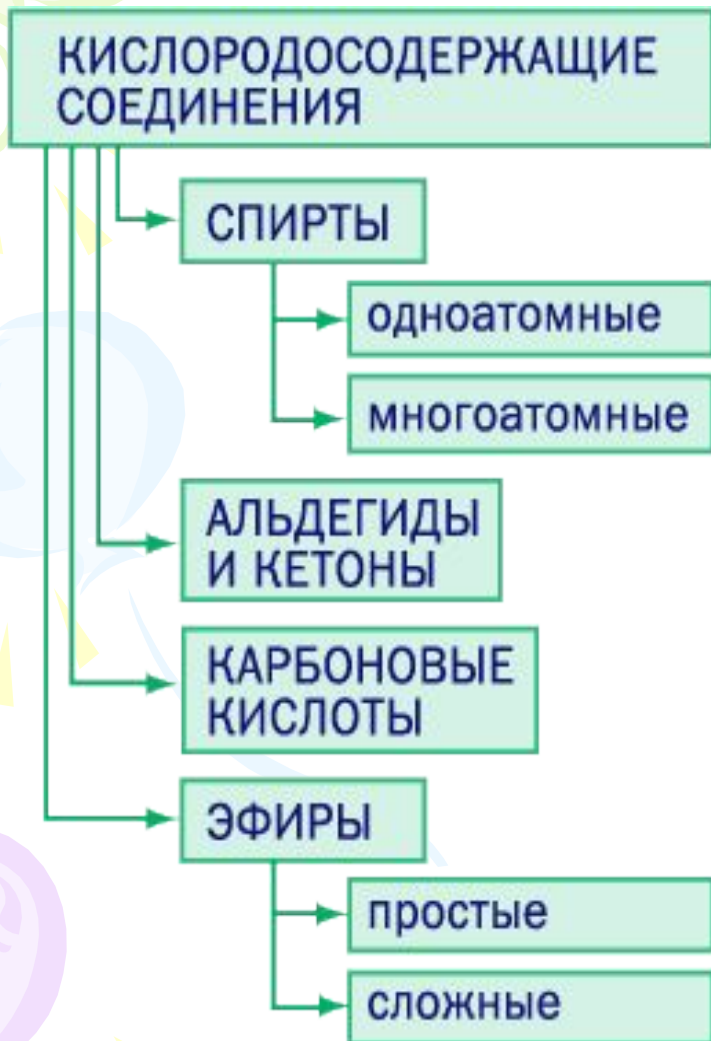 КИСЛОРОДОСОДЕРЖАЩИЕ
СОЕДИНЕНИЯ
СПИРТЫ
одноатомные
многоатомные
АЛЬДЕГИДЫ
И КЕТОНЫ
КАРБОНОВЫЕ
КИСЛОТЫ
ЭФИРЫ
простые
сложные